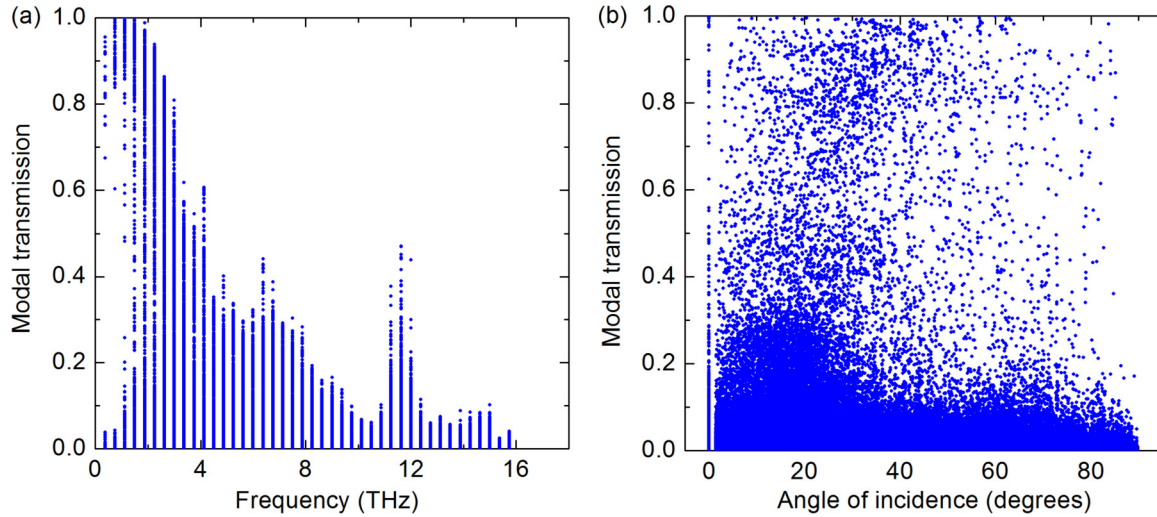 (a)
1.0
0.8
0.6
0.4
0.2
0.0
Modal transmission
0 4 8 12 16
Frequency (THz)
(b)
1.0
0.8
0.6
0.4
0.2
0.0
Modal transmission
0 20 40 60 80
Angle of incidence (degrees)